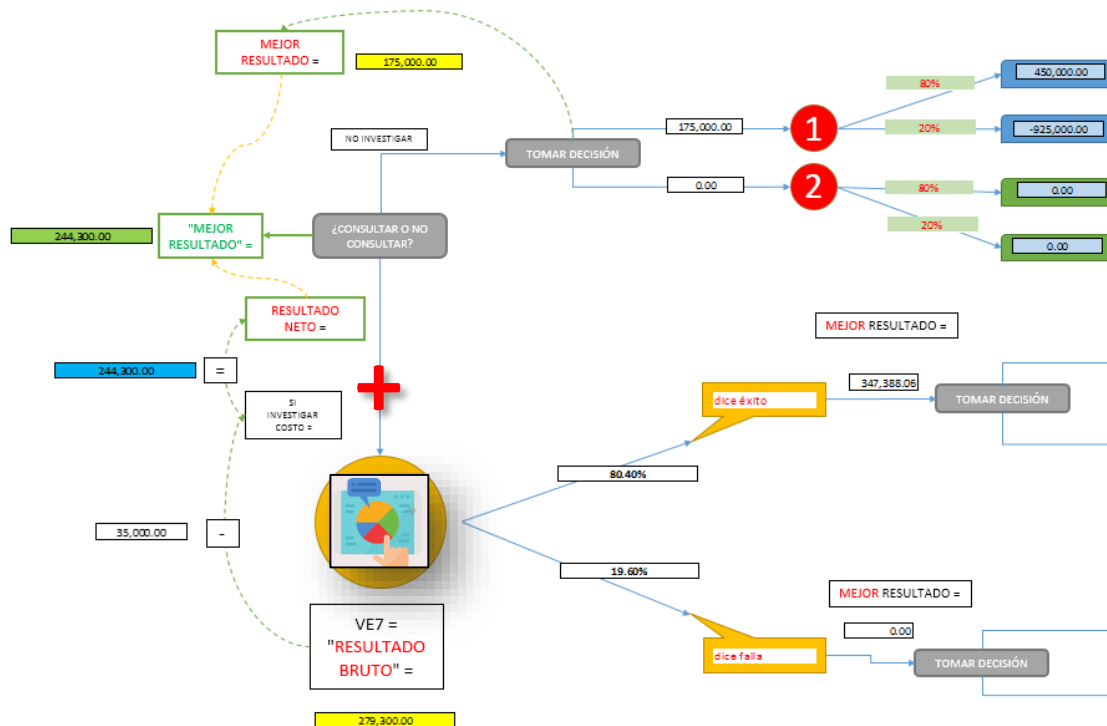 MEJOR
RESULTADO =
175,000.00
450,000.00
80%
175,000.00
1
20%
-925,000.00
NO INVESTIGAR
TOMAR DECISIÓN
0.00
2
80%
0.00
20%
0.00
244,300.00
"MEJOR
RESULTADO" =
¿CONSULTAR O NO
CONSULTAR?
RESULTADO
NETO =
MEJOR RESULTADO =
244,300.00
=
SI
INVESTIGAR
COSTO =
dice éxito
347,388.06
TOMAR DECISIÓN
80.40%
35,000.00
-
19.60%
MEJOR RESULTADO =
VE7 =
"RESULTADO
BRUTO" =
dice falla
0.00
TOMAR DECISIÓN
279,300.00